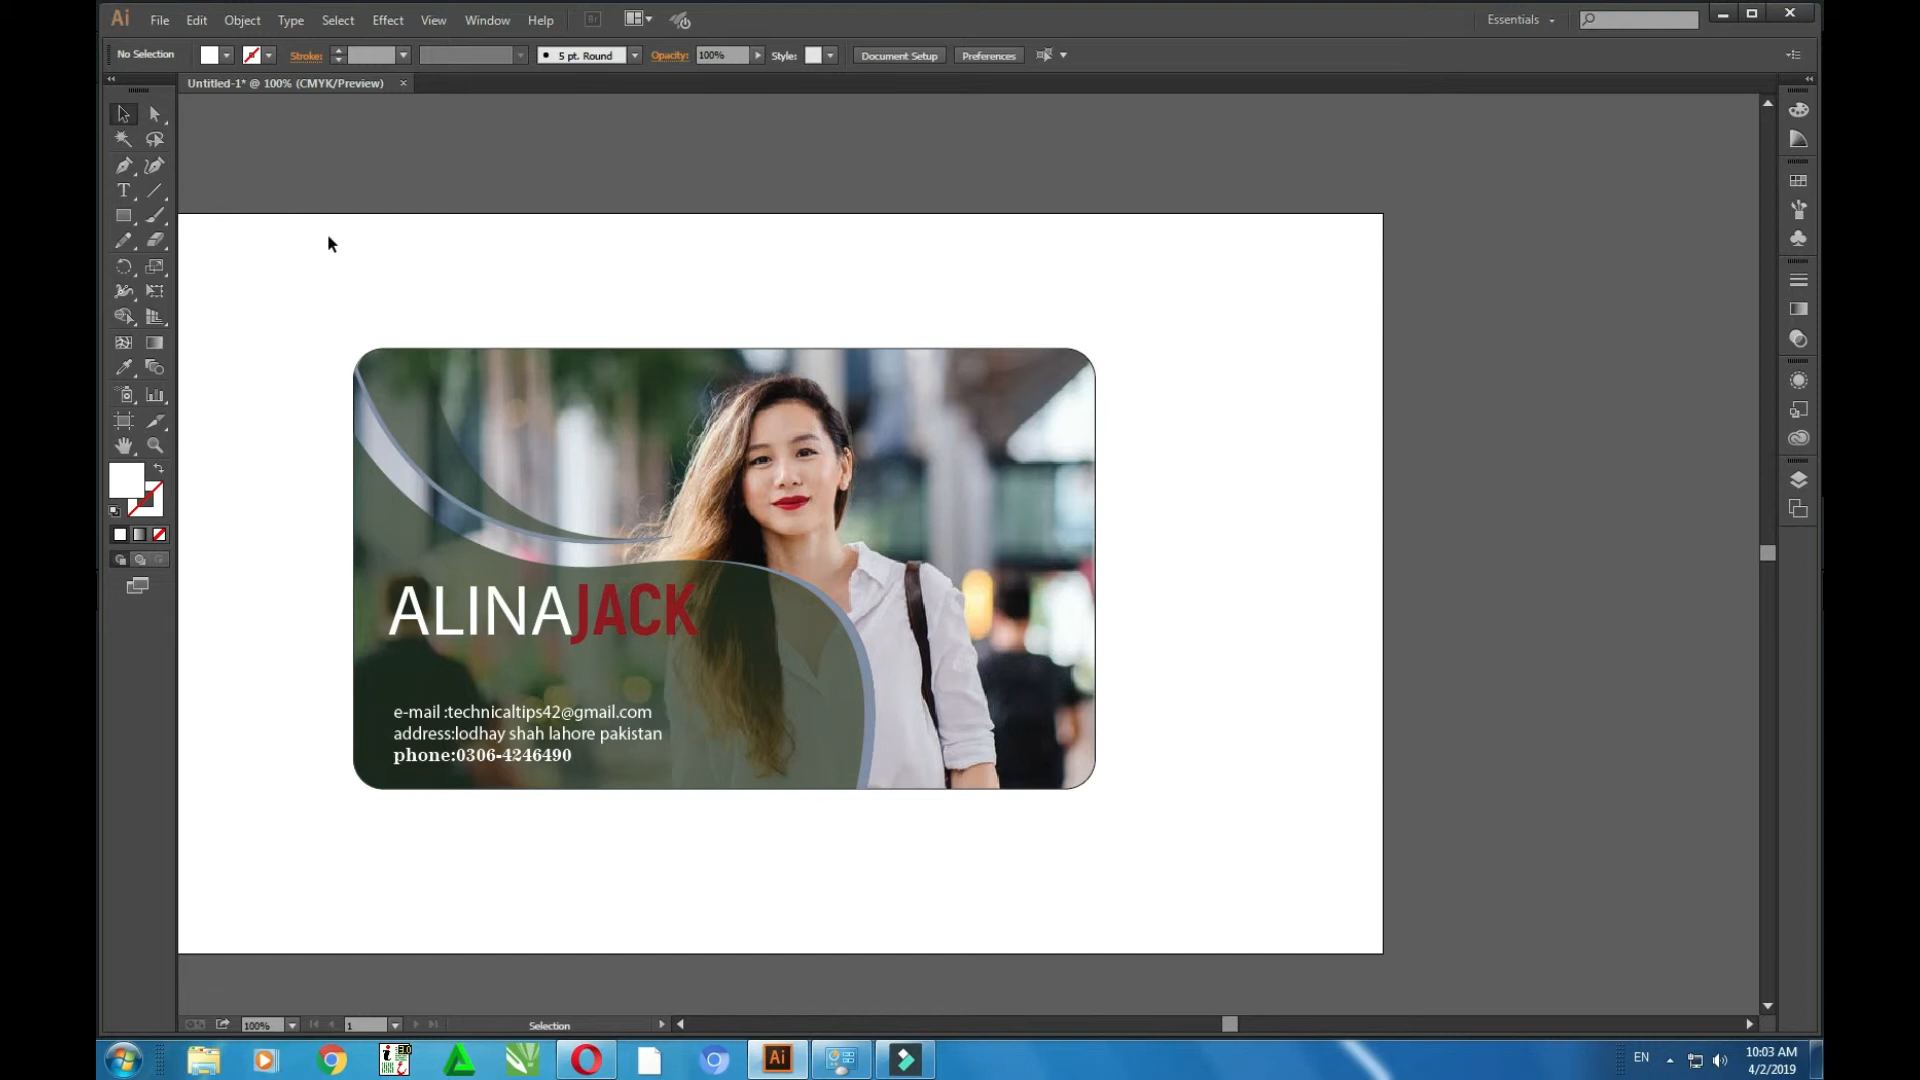 Ai File Edit Object Type Select Effect View Window Help Br Essentials
No Selection Stroke: 5 pt. Round Opacity: 100% Style: Document Setup Preferences
Untitled-1* @ 100% (CMYK/Preview) ×
ALINAJACK
e-mail :technicaltips42@gmail.com
address:lodhay shah lahore pakistan
phone:0306-4246490
100% 1 Selection
Ai EN 10:03 AM
4/2/2019